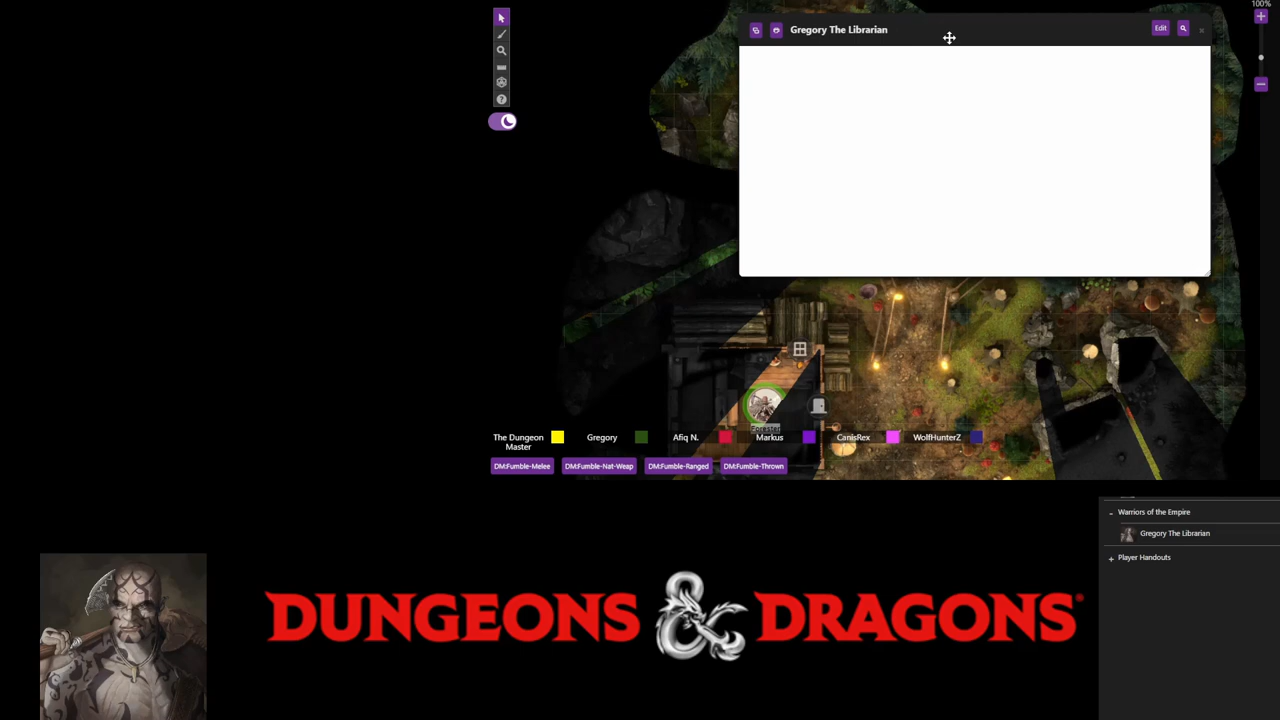 100%
Gregory The Librarian
Edit
Forester
The Dungeon Master
Gregory
Afiq N.
Markus
CanisRex
WolfHunterZ
DM:Fumble-Melee
DM:Fumble-Nat-Weap
DM:Fumble-Ranged
DM:Fumble-Thrown
Warriors of the Empire
Gregory The Librarian
Player Handouts
DUNGEONS & DRAGONS®